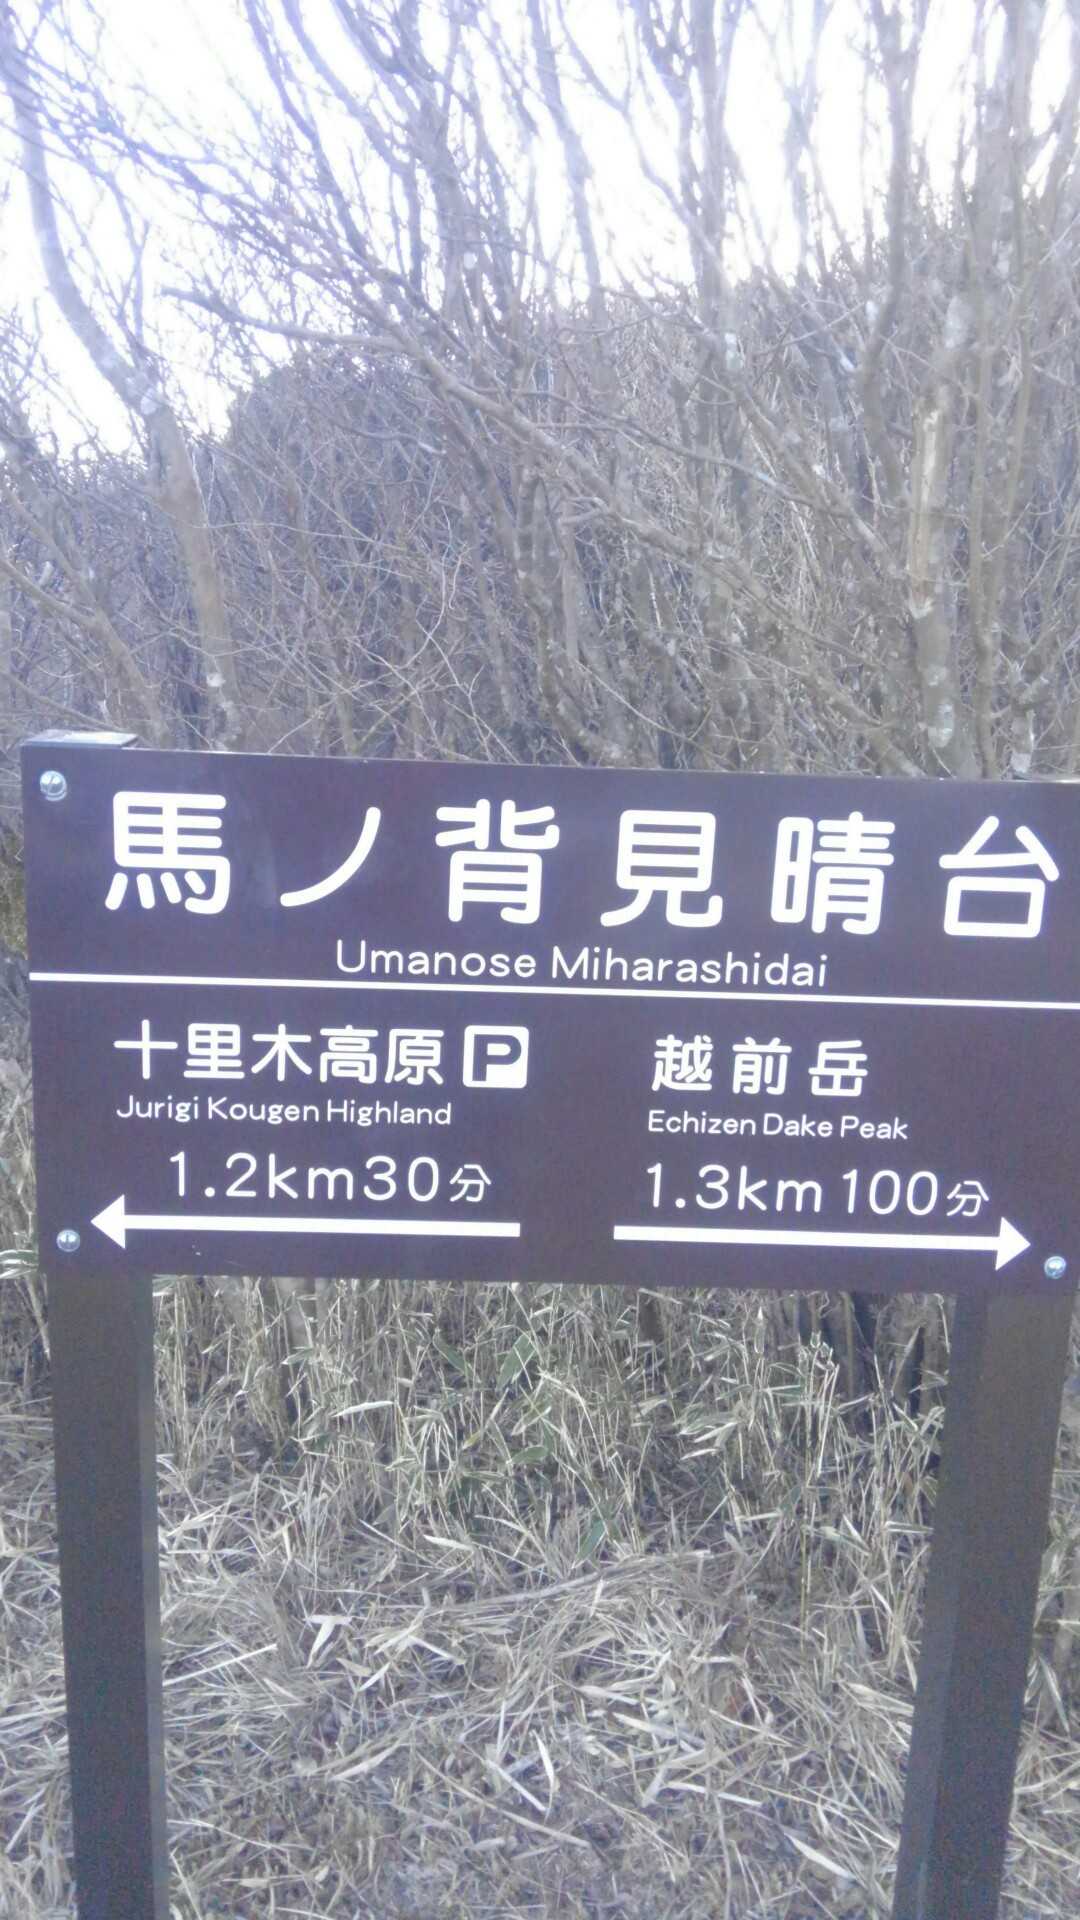 馬ノ背見晴台
Umanose Miharashidai
十里木高原 P
Jurigi Kougen Highland
1.2km30分
越前岳
Echizen Dake Peak
1.3km 100分